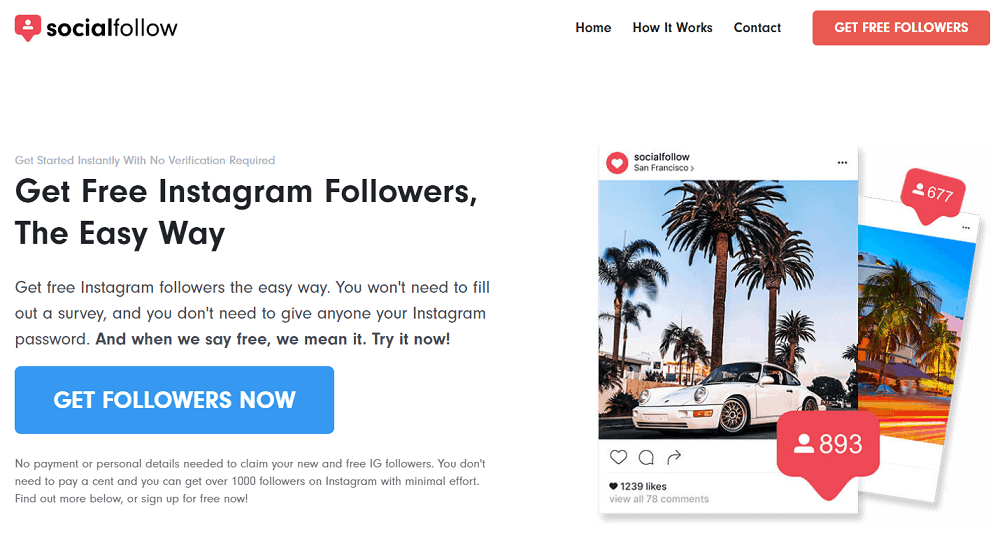 socialfollow
Home How It Works Contact GET FREE FOLLOWERS
Get Started Instantly With No Verification Required
Get Free Instagram Followers,
The Easy Way
Get free Instagram followers the easy way. You won't need to fill
out a survey, and you don't need to give anyone your Instagram
password. And when we say free, we mean it. Try it now!
GET FOLLOWERS NOW
No payment or personal details needed to claim your new and free IG followers. You don't
need to pay a cent and you can get over 1000 followers on Instagram with minimal effort.
Find out more below, or sign up for free now!
socialfollow
San Francisco
677
893
1239 likes
view all 78 comments